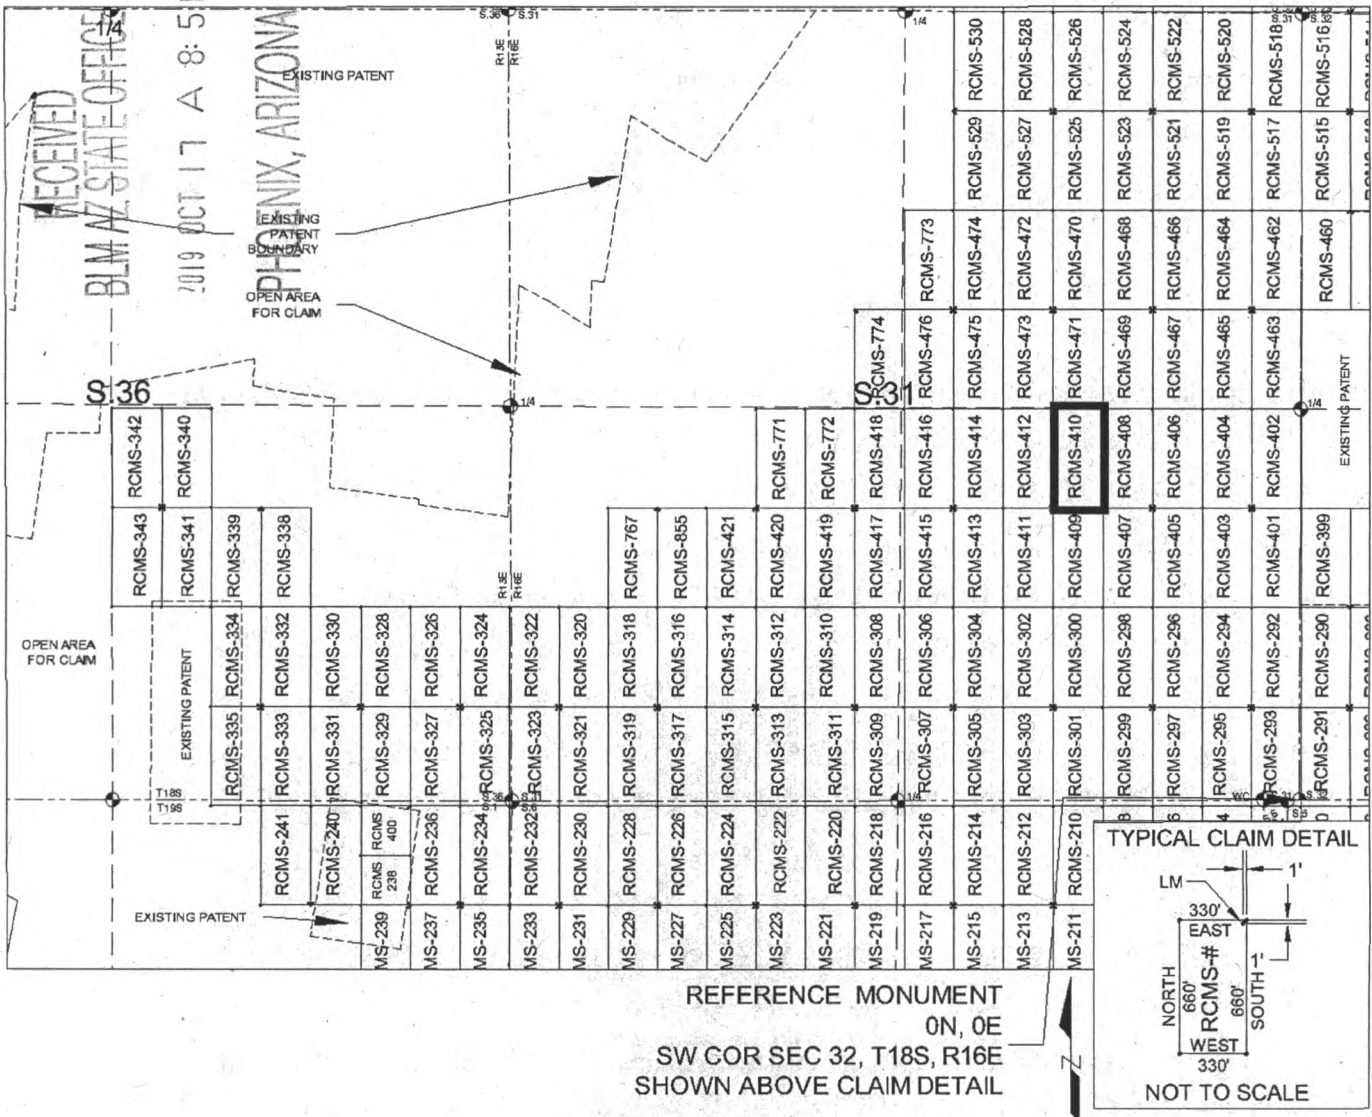 1/4
S.36 S.31
1/4
S.31 S.32
RECEIVED
BLM AZ STATE OFFICE
2019 OCT 17 A 8:5
PHOENIX, ARIZONA
EXISTING PATENT
R13E
R16E
EXISTING
PATENT
BOUNDARY
OPEN AREA
FOR CLAIM
RCMS-530
RCMS-528
RCMS-526
RCMS-524
RCMS-522
RCMS-520
RCMS-518
RCMS-516
RCMS-529
RCMS-527
RCMS-525
RCMS-523
RCMS-521
RCMS-519
RCMS-517
RCMS-515
RCMS-773
RCMS-474
RCMS-472
RCMS-470
RCMS-468
RCMS-466
RCMS-464
RCMS-462
RCMS-460
RCMS-774
RCMS-476
RCMS-475
RCMS-473
RCMS-471
RCMS-469
RCMS-467
RCMS-465
RCMS-463
EXISTING PATENT
S.36
1/4
S.31
1/4
RCMS-342
RCMS-340
RCMS-771
RCMS-772
RCMS-418
RCMS-416
RCMS-414
RCMS-412
RCMS-410
RCMS-408
RCMS-406
RCMS-404
RCMS-402
RCMS-343
RCMS-341
RCMS-339
RCMS-338
R13E
R16E
RCMS-767
RCMS-855
RCMS-421
RCMS-420
RCMS-419
RCMS-417
RCMS-415
RCMS-413
RCMS-411
RCMS-409
RCMS-407
RCMS-405
RCMS-403
RCMS-401
RCMS-399
OPEN AREA
FOR CLAIM
EXISTING PATENT
RCMS-334
RCMS-332
RCMS-330
RCMS-328
RCMS-326
RCMS-324
RCMS-322
RCMS-320
RCMS-318
RCMS-316
RCMS-314
RCMS-312
RCMS-310
RCMS-308
RCMS-306
RCMS-304
RCMS-302
RCMS-300
RCMS-298
RCMS-296
RCMS-294
RCMS-292
RCMS-290
RCMS-335
RCMS-333
RCMS-331
RCMS-329
RCMS-327
RCMS-325
RCMS-323
RCMS-321
RCMS-319
RCMS-317
RCMS-315
RCMS-313
RCMS-311
RCMS-309
RCMS-307
RCMS-305
RCMS-303
RCMS-301
RCMS-299
RCMS-297
RCMS-295
RCMS-293
RCMS-291
T18S
T19S
1/4
WC
RCMS-241
RCMS-240
RCMS 400
RCMS 238
RCMS-236
RCMS-234
RCMS-232
RCMS-230
RCMS-228
RCMS-226
RCMS-224
RCMS-222
RCMS-220
RCMS-218
RCMS-216
RCMS-214
RCMS-212
RCMS-210
EXISTING PATENT
MS-239
MS-237
MS-235
MS-233
MS-231
MS-229
MS-227
MS-225
MS-223
MS-221
MS-219
MS-217
MS-215
MS-213
MS-211
TYPICAL CLAIM DETAIL
LM
1'
330'
EAST
NORTH
660'
RCMS-#
660'
SOUTH
1'
WEST
330'
NOT TO SCALE
REFERENCE MONUMENT
0N, 0E
SW COR SEC 32, T18S, R16E
SHOWN ABOVE CLAIM DETAIL
N